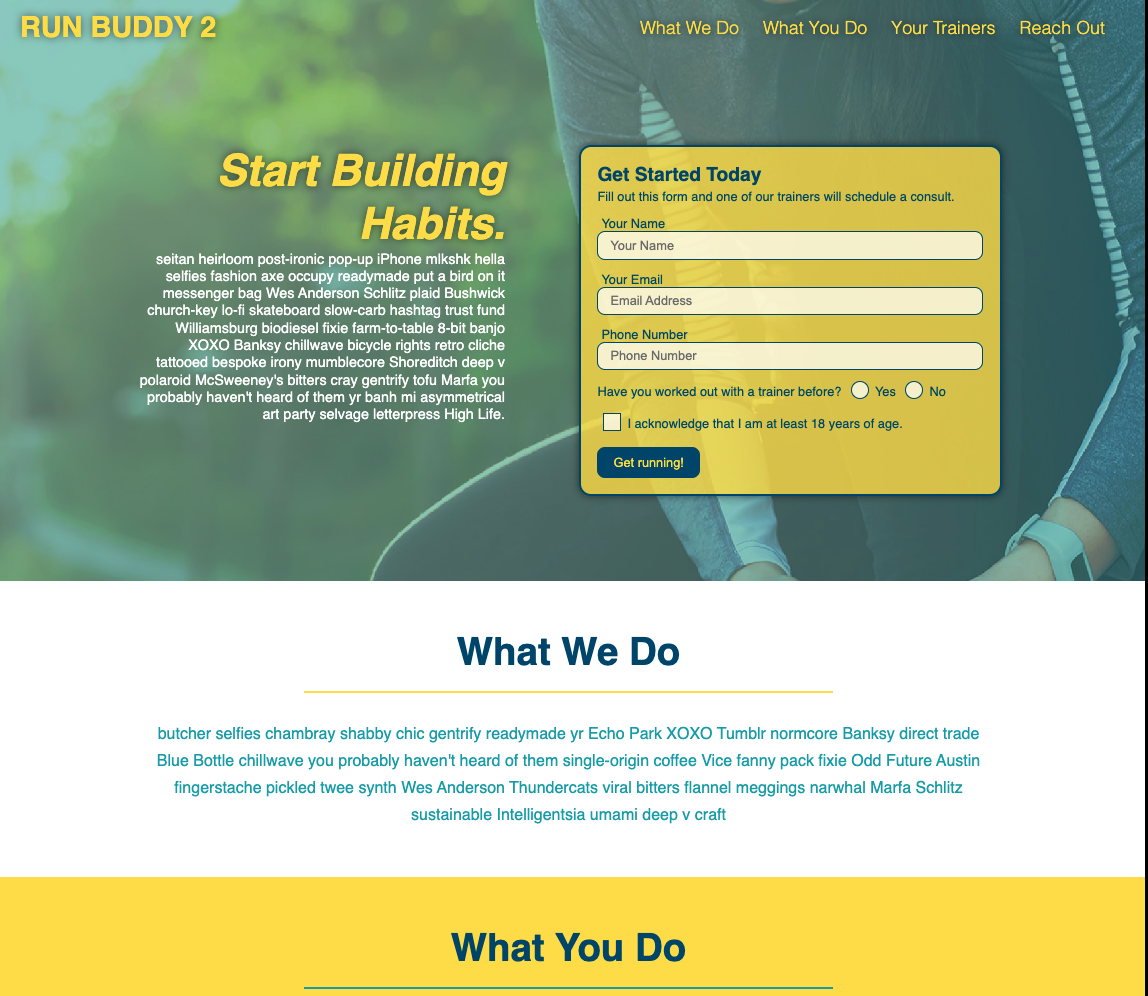 RUN BUDDY 2
What We Do What You Do Your Trainers Reach Out
Start Building
Habits.
seitan heirloom post-ironic pop-up iPhone mlkshk hella
selfies fashion axe occupy readymade put a bird on it
messenger bag Wes Anderson Schlitz plaid Bushwick
church-key lo-fi skateboard slow-carb hashtag trust fund
Williamsburg biodiesel fixie farm-to-table 8-bit banjo
XOXO Banksy chillwave bicycle rights retro cliche
tattooed bespoke irony mumblecore Shoreditch deep v
polaroid McSweeney's bitters cray gentrify tofu Marfa you
probably haven't heard of them yr banh mi asymmetrical
art party selvage letterpress High Life.
Get Started Today
Fill out this form and one of our trainers will schedule a consult.
Your Name
Your Name
Your Email
Email Address
Phone Number
Phone Number
Have you worked out with a trainer before? Yes No
I acknowledge that I am at least 18 years of age.
Get running!
What We Do
butcher selfies chambray shabby chic gentrify readymade yr Echo Park XOXO Tumblr normcore Banksy direct trade
Blue Bottle chillwave you probably haven't heard of them single-origin coffee Vice fanny pack fixie Odd Future Austin
fingerstache pickled twee synth Wes Anderson Thundercats viral bitters flannel meggings narwhal Marfa Schlitz
sustainable Intelligentsia umami deep v craft
What You Do